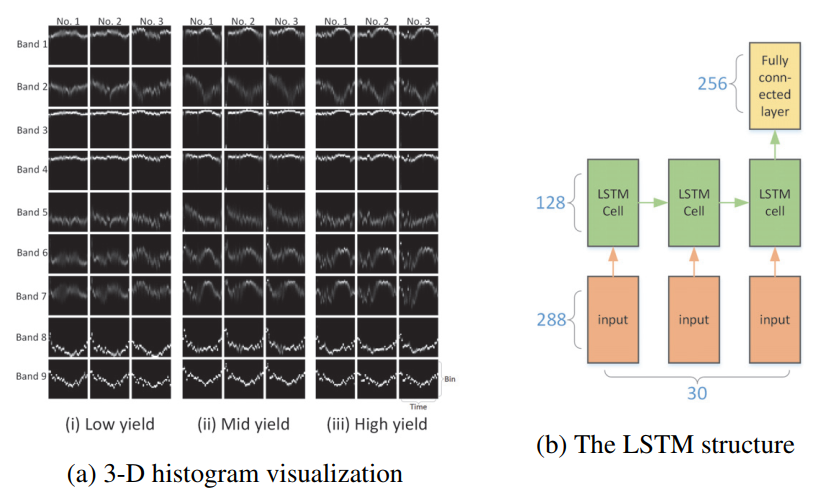 No. 1 No. 2 No. 3 No. 1 No. 2 No. 3 No. 1 No. 2 No. 3
Band 1
Band 2
Band 3
Band 4
Band 5
Band 6
Band 7
Band 8
Band 9
Bin
Time
(i) Low yield (ii) Mid yield (iii) High yield
(a) 3-D histogram visualization
256
Fully
conn-
ected
layer
128
LSTM
Cell
LSTM
Cell
LSTM
cell
288
input
input
input
30
(b) The LSTM structure